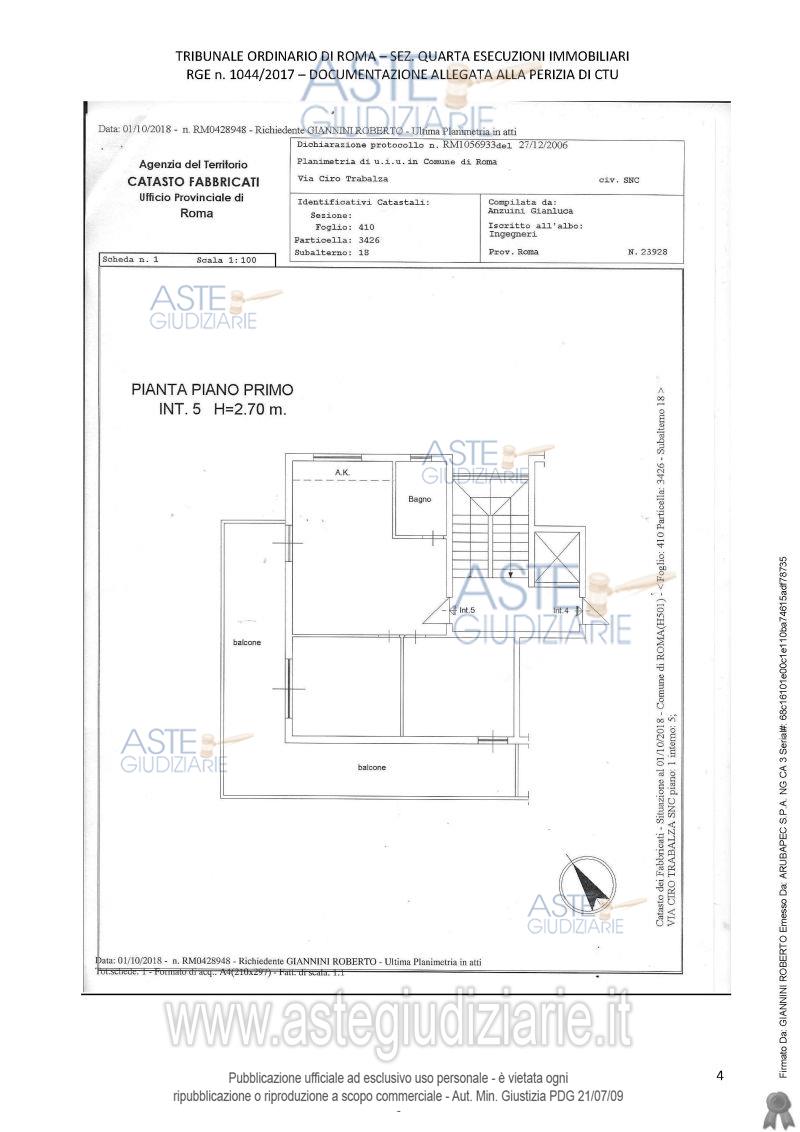 TRIBUNALE ORDINARIO DI ROMA – SEZ. QUARTA ESECUZIONI IMMOBILIARI
RGE n. 1044/2017 – DOCUMENTAZIONE ALLEGATA ALLA PERIZIA DI CTU
ASTE
GIUDIZIARIE
Data: 01/10/2018 - n. RM0428948 - Richiedente GIANNINI ROBERTO - Ultima Planimetria in atti
Agenzia del Territorio
CATASTO FABBRICATI
Ufficio Provinciale di
Roma
Dichiarazione protocollo n. RM1056933 del 27/12/2006
Planimetria di u.i.u. in Comune di Roma
Via Ciro Trabalza civ. SNC
Identificativi Catastali:
Sezione:
Foglio: 410
Particella: 3426
Subalterno: 18
Compilata da:
Anzuini Gianluca
Iscritto all'albo:
Ingegneri
Prov. Roma N. 23928
Scheda n. 1 Scala 1:100
ASTE
GIUDIZIARIE
PIANTA PIANO PRIMO
INT. 5 H=2.70 m.
ASTE
GIUDIZIARIE
A.K.
Bagno
ASTE
GIUDIZIARIE
Int.5
Int.4
balcone
ASTE
GIUDIZIARIE
balcone
ASTE
GIUDIZIARIE
Catasto dei Fabbricati - Situazione al 01/10/2018 - Comune di ROMA(H501) - < Foglio: 410 Particella: 3426 - Subalterno 18 >
VIA CIRO TRABALZA SNC piano: 1 interno: 5;
Data: 01/10/2018 - n. RM0428948 - Richiedente GIANNINI ROBERTO - Ultima Planimetria in atti
Tot.schede: 1 - Formato di acq.: A4(210x297) - Fatt. di scala: 1:1
www.astegiudiziarie.it
Pubblicazione ufficiale ad esclusivo uso personale - è vietata ogni
ripubblicazione o riproduzione a scopo commerciale - Aut. Min. Giustizia PDG 21/07/09
-
4
Firmato Da: GIANNINI ROBERTO Emesso Da: ARUBAPEC S.P.A. NG CA 3 Serial#: 68c16101e00c1e110ba74615adf78735